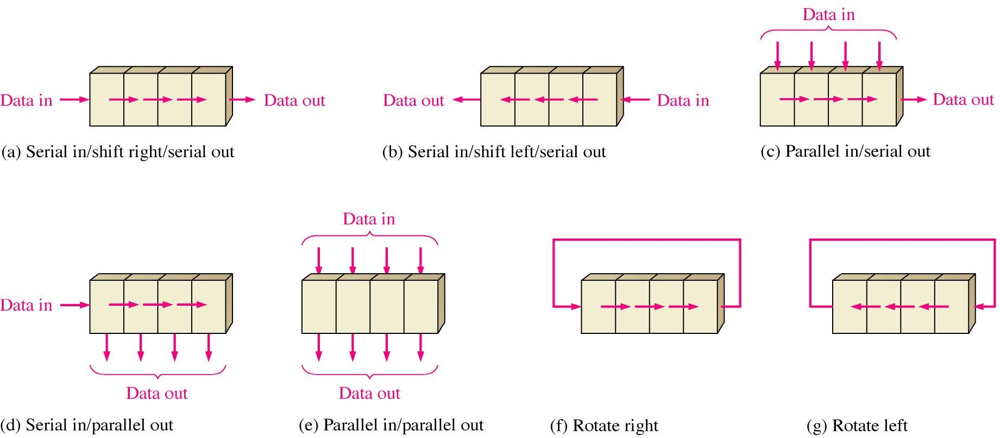 Data in
Data in
Data out
Data out
Data in
Data out
(a) Serial in/shift right/serial out
(b) Serial in/shift left/serial out
(c) Parallel in/serial out
Data in
Data in
Data out
Data out
(d) Serial in/parallel out
(e) Parallel in/parallel out
(f) Rotate right
(g) Rotate left